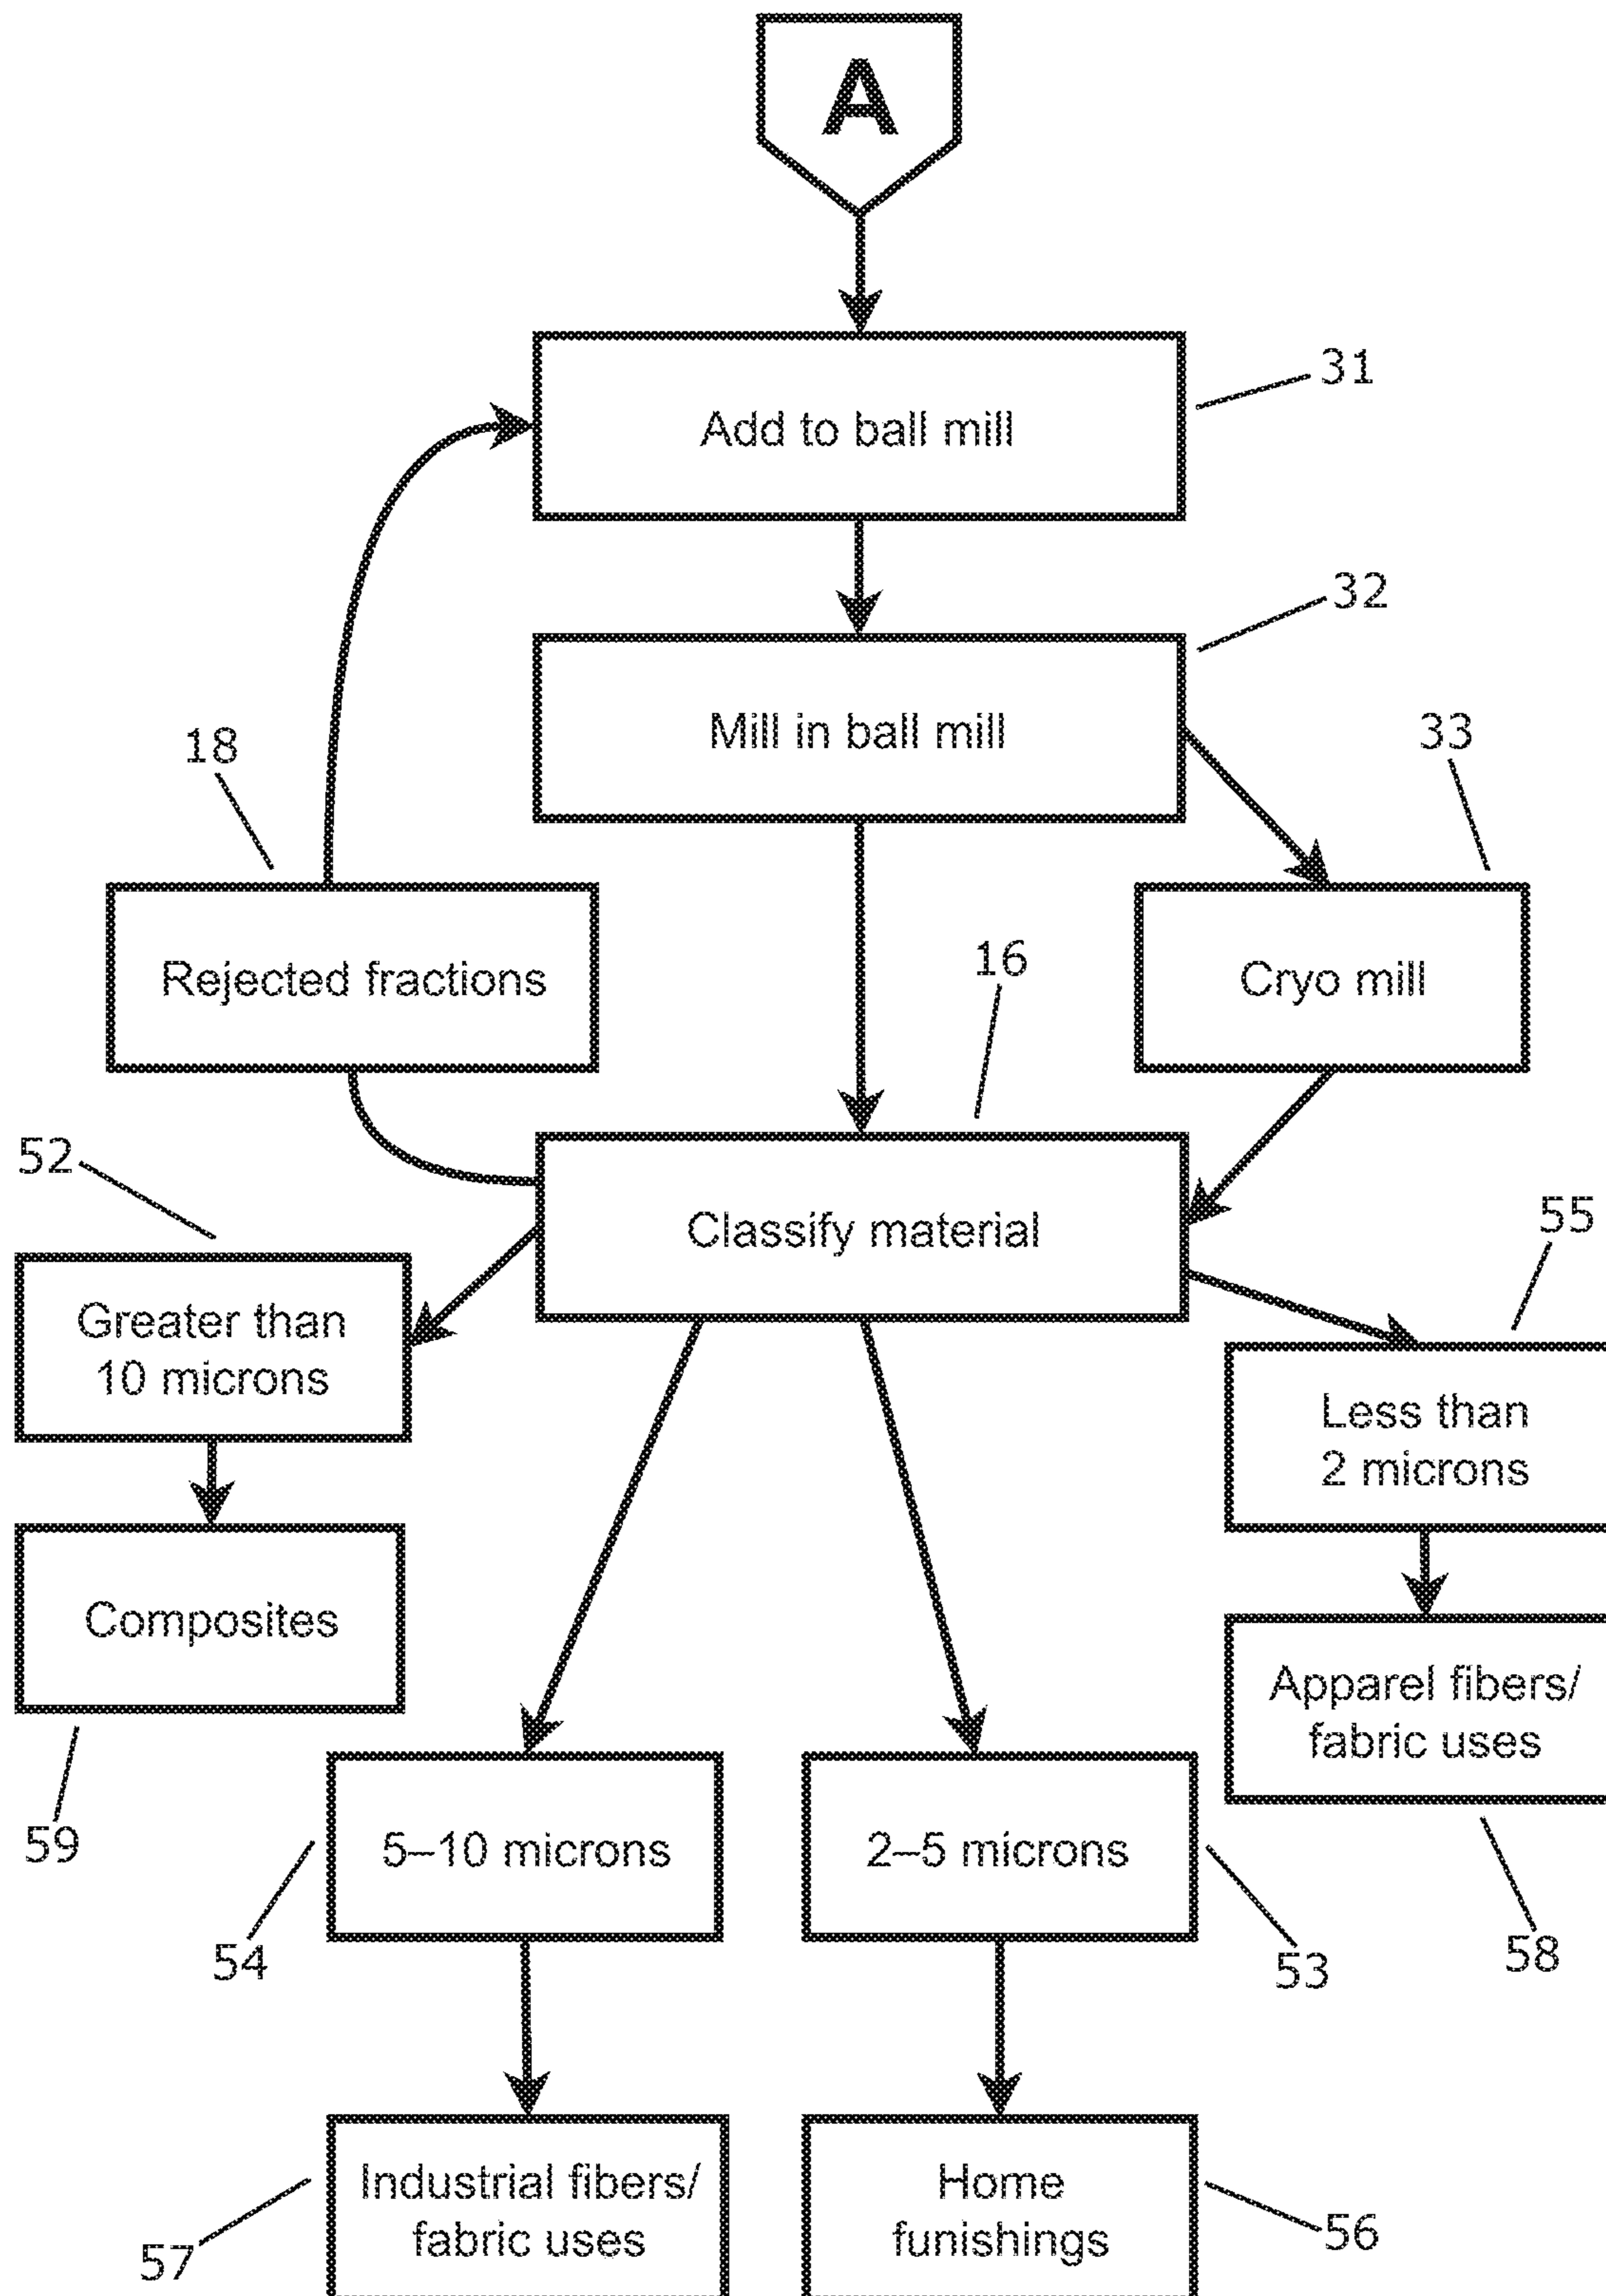 A
31
Add to ball mill
32
Mill in ball mill
18
33
Rejected fractions
16
Cryo mill
52
Classify material
55
Greater than
10 microns
Less than
2 microns
Composites
Apparel fibers/
fabric uses
59
5–10 microns
2–5 microns
54
53
58
Industrial fibers/
fabric uses
Home
funishings
57
56